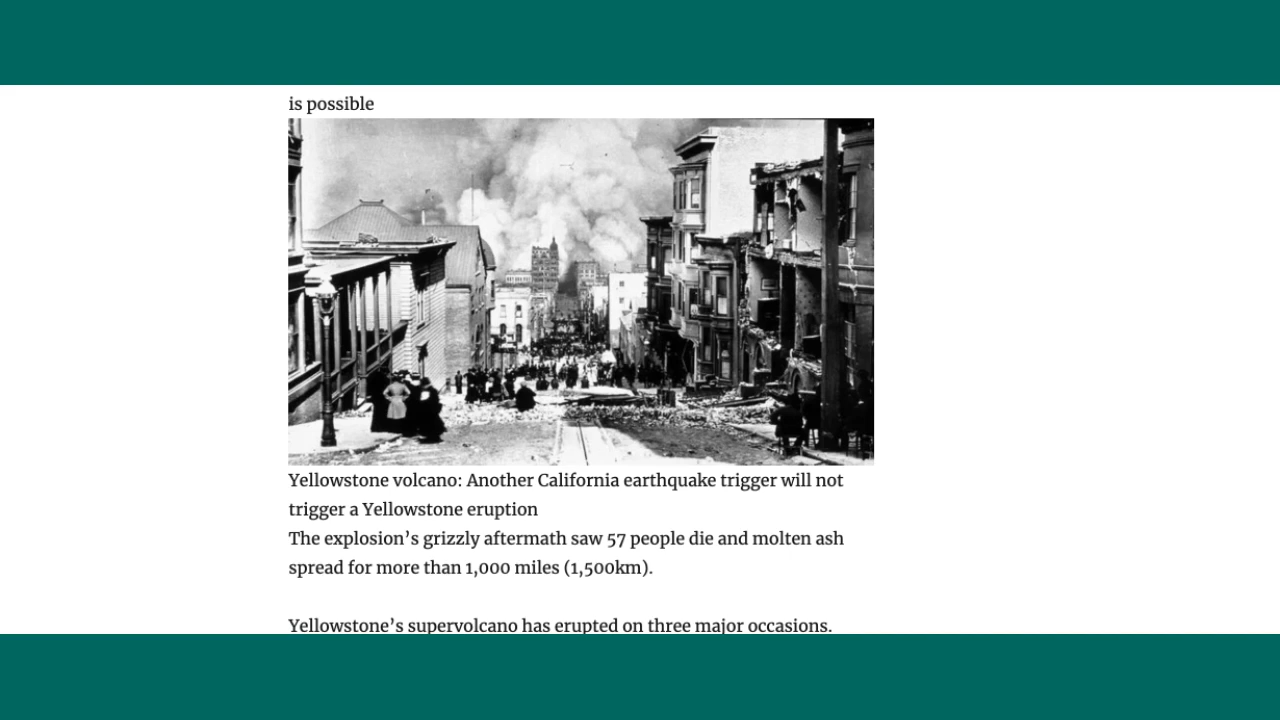 is possible
Yellowstone volcano: Another California earthquake trigger will not
trigger a Yellowstone eruption
The explosion’s grizzly aftermath saw 57 people die and molten ash
spread for more than 1,000 miles (1,500km).
Yellowstone’s supervolcano has erupted on three major occasions.